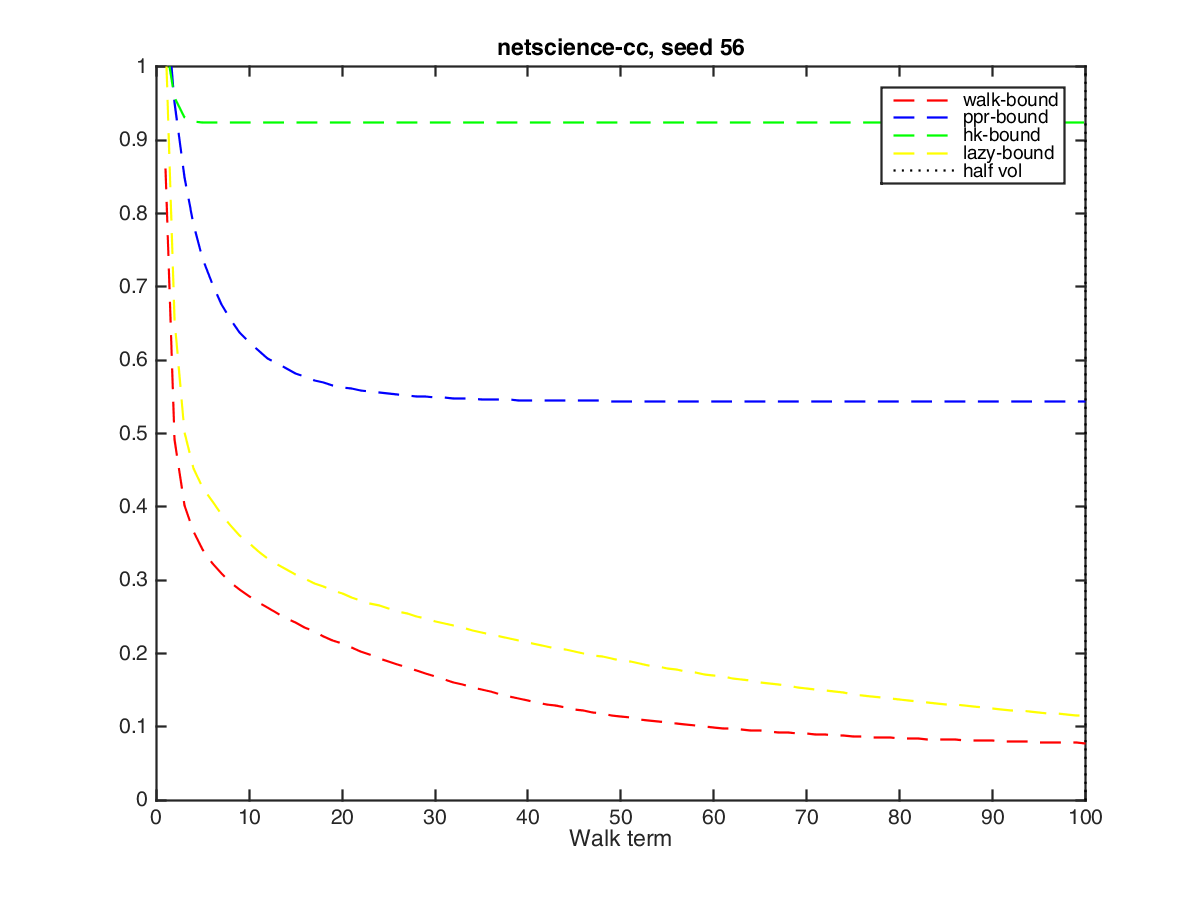 netscience-cc, seed 56
1
0.9
0.8
0.7
0.6
0.5
0.4
0.3
0.2
0.1
0
walk-bound
ppr-bound
hk-bound
lazy-bound
half vol
0 10 20 30 40 50 60 70 80 90 100
Walk term